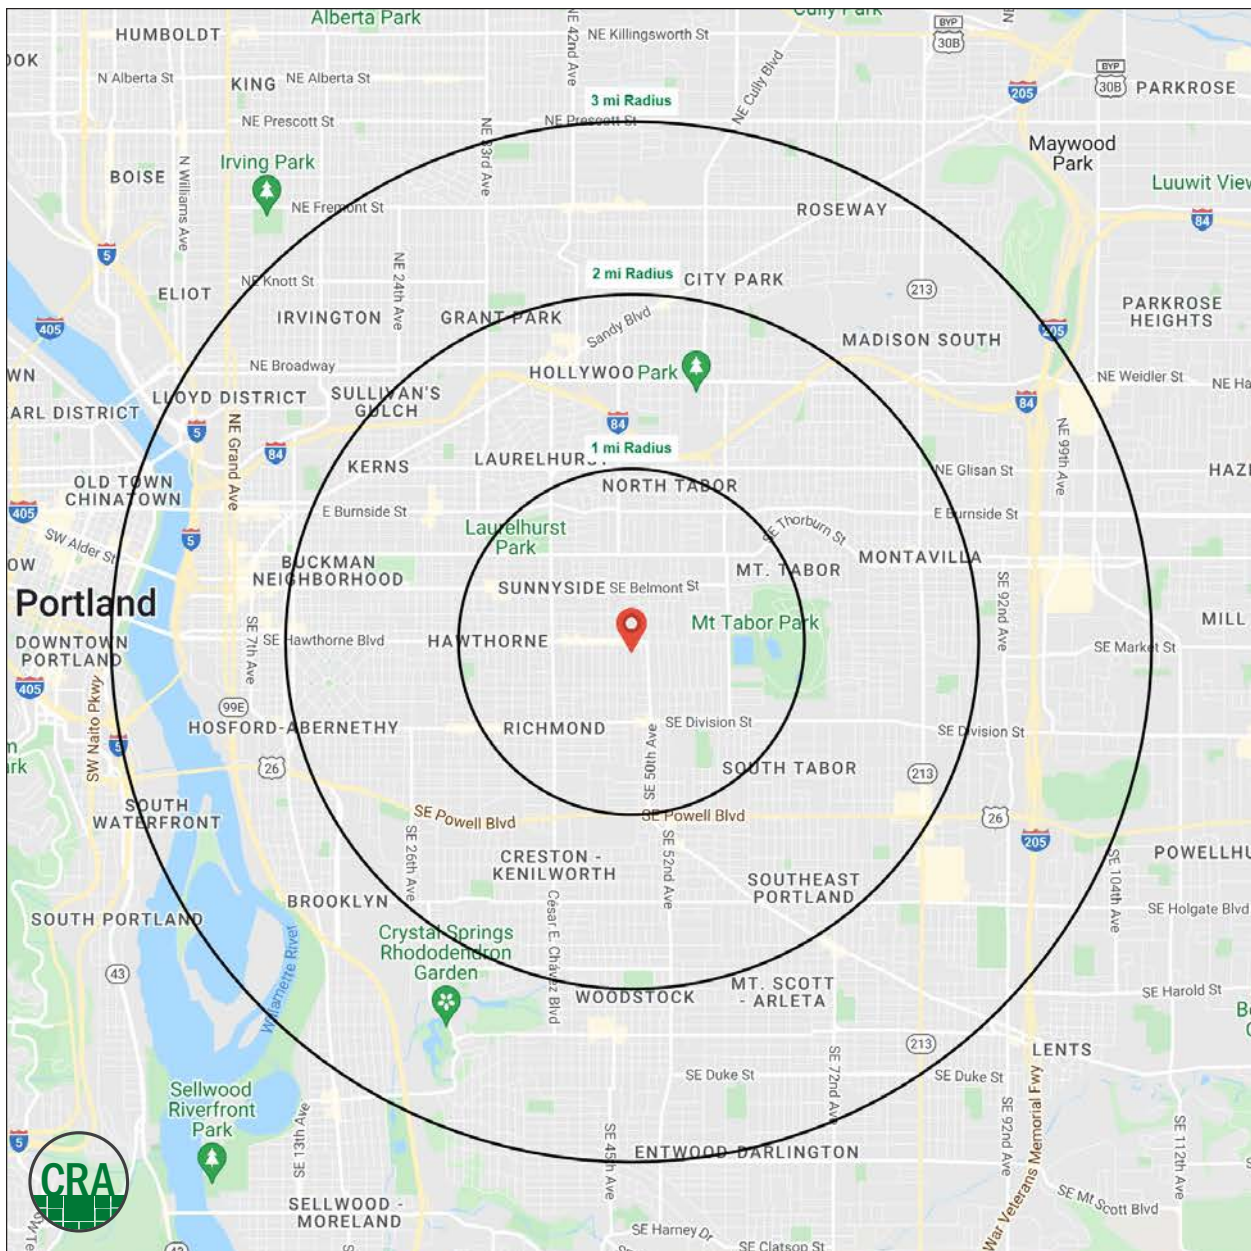 Alberta Park
Cully Park
HUMBOLDT
NE 42nd Ave
NE Killingsworth St
BYP
30B
OOK
N Alberta St
NE Alberta St
KING
NE Cully Blvd
205
BYP
30B
PARKROSE
3 mi Radius
NE Prescott St
NE Prescott St
NE 33rd Ave
Maywood
Park
Irving Park
BOISE
N Williams Ave
Luuwit View
NE Fremont St
ROSEWAY
84
5
NE 24th Ave
2 mi Radius
CITY PARK
NE Knott St
213
ELIOT
IRVINGTON
GRANT PARK
Sandy Blvd
PARKROSE
HEIGHTS
405
205
MADISON SOUTH
NE Broadway
HOLLYWOO
Park
WN
NE Weidler St
NE Ha
LLOYD DISTRICT
SULLIVAN'S
GULCH
84
ARL DISTRICT
NE Grand Ave
5
84
1 mi Radius
NE 99th Ave
84
KERNS
LAURELHURST
NE Glisan St
HAZ
OLD TOWN
CHINATOWN
NORTH TABOR
405
E Burnside St
E Burnside St
SW Alder St
5
Laurelhurst
Park
SE Thorburn St
OW
BUCKMAN
NEIGHBORHOOD
MT. TABOR
MONTAVILLA
SUNNYSIDE
SE Belmont St
Portland
SE 92nd Ave
Mt Tabor Park
MILL
DOWNTOWN
PORTLAND
SE 7th Ave
SE Hawthorne Blvd
HAWTHORNE
SE Market St
405
SW Naito Pkwy
99E
HOSFORD-ABERNETHY
RICHMOND
SE Division St
SE Division St
5
SE 50th Ave
26
SOUTH TABOR
213
ark
SOUTH
WATERFRONT
SE Powell Blvd
SE Powell Blvd
26
205
SE 26th Ave
SE 52nd Ave
CRESTON -
KENILWORTH
SE 104th Ave
POWELLHU
SOUTHEAST
PORTLAND
BROOKLYN
César E. Chávez Blvd
SE Holgate Blvd
SOUTH PORTLAND
Crystal Springs
Rhododendron
Garden
Willamette River
43
MT. SCOTT
- ARLETA
WOODSTOCK
SE Harold St
213
LENTS
SE 72nd Ave
SE Duke St
SE Duke St
Sellwood
Riverfront
Park
SE 13th Ave
SE 92nd Ave
War Veterans Memorial Fwy
SE 112th Ave
5
SE 45th Ave
ENTWOOD-DARLINGTON
CRA
SELLWOOD -
MORELAND
SE Mt Scott Blvd
SE Harney Dr
SE Clatsop St
43